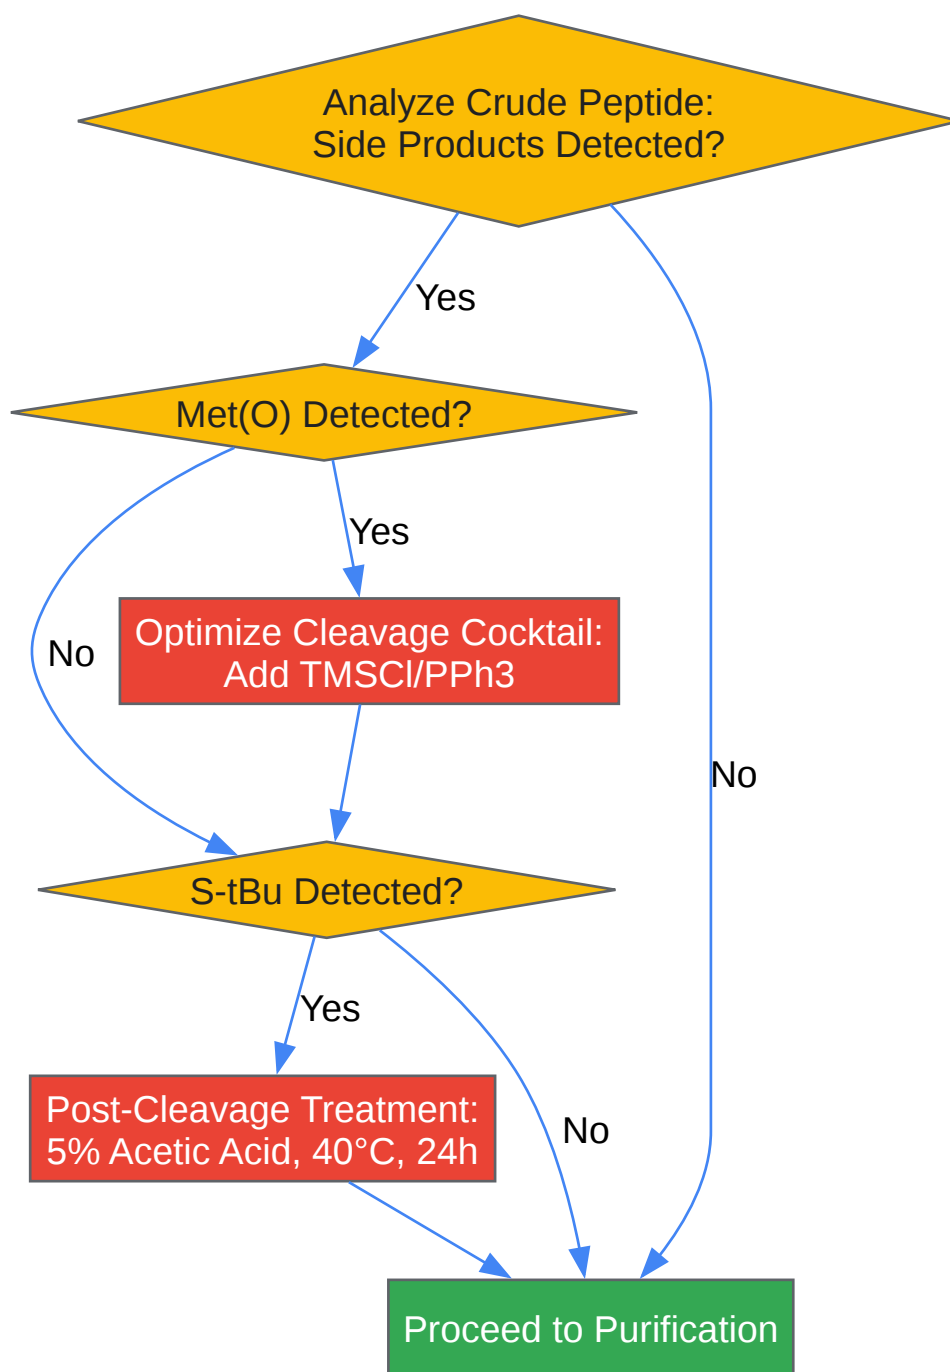 Analyze Crude Peptide:
Side Products Detected?
Yes
Met(O) Detected?
Yes
Optimize Cleavage Cocktail:
Add TMSCl/PPh3
No
No
S-tBu Detected?
Yes
Post-Cleavage Treatment:
5% Acetic Acid, 40°C, 24h
No
Proceed to Purification